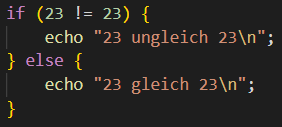 if (23 != 23) {
    echo "23 ungleich 23\n";
} else {
    echo "23 gleich 23\n";
}